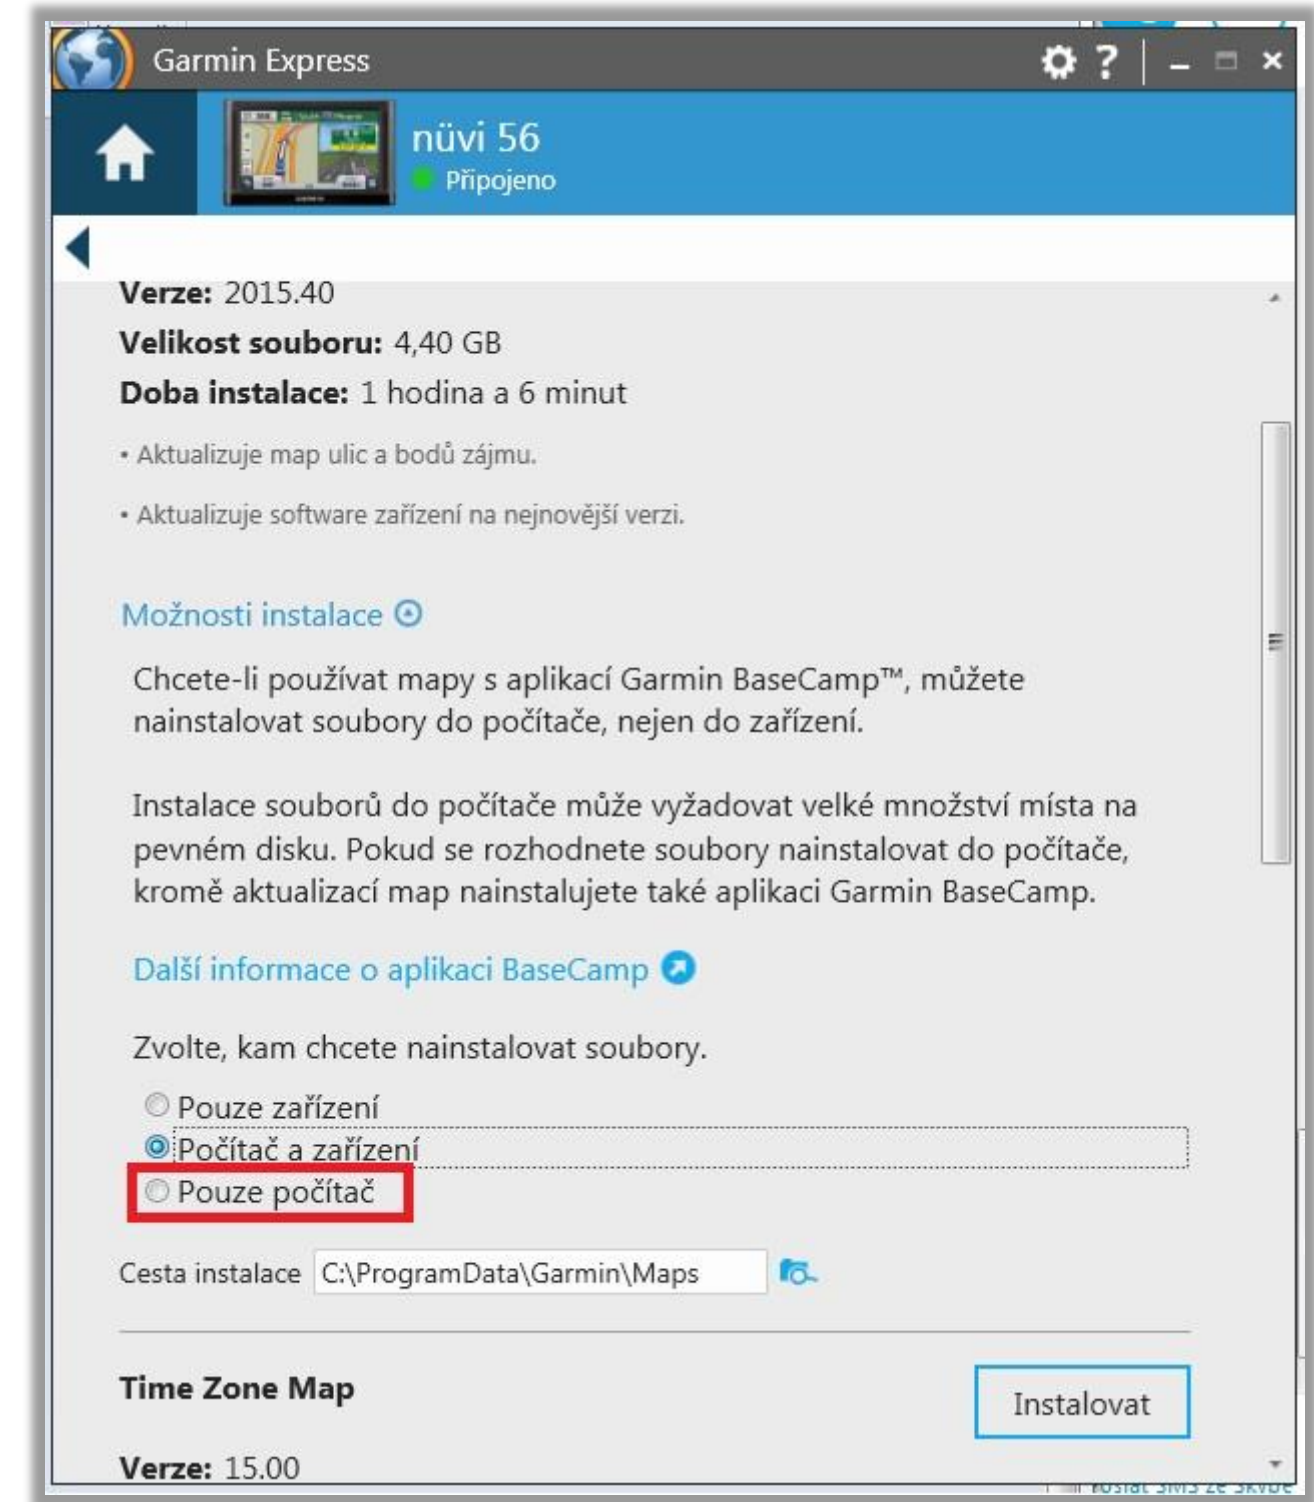 Garmin Express
?
nüvi 56
Připojeno
Verze: 2015.40
Velikost souboru: 4,40 GB
Doba instalace: 1 hodina a 6 minut
• Aktualizuje map ulic a bodů zájmu.
• Aktualizuje software zařízení na nejnovější verzi.
Možnosti instalace
Chcete-li používat mapy s aplikací Garmin BaseCamp™, můžete
nainstalovat soubory do počítače, nejen do zařízení.
Instalace souborů do počítače může vyžadovat velké množství místa na
pevném disku. Pokud se rozhodnete soubory nainstalovat do počítače,
kromě aktualizací map nainstalujete také aplikaci Garmin BaseCamp.
Další informace o aplikaci BaseCamp
Zvolte, kam chcete nainstalovat soubory.
Pouze zařízení
Počítač a zařízení
Pouze počítač
Cesta instalace C:\ProgramData\Garmin\Maps
Time Zone Map
Instalovat
Verze: 15.00